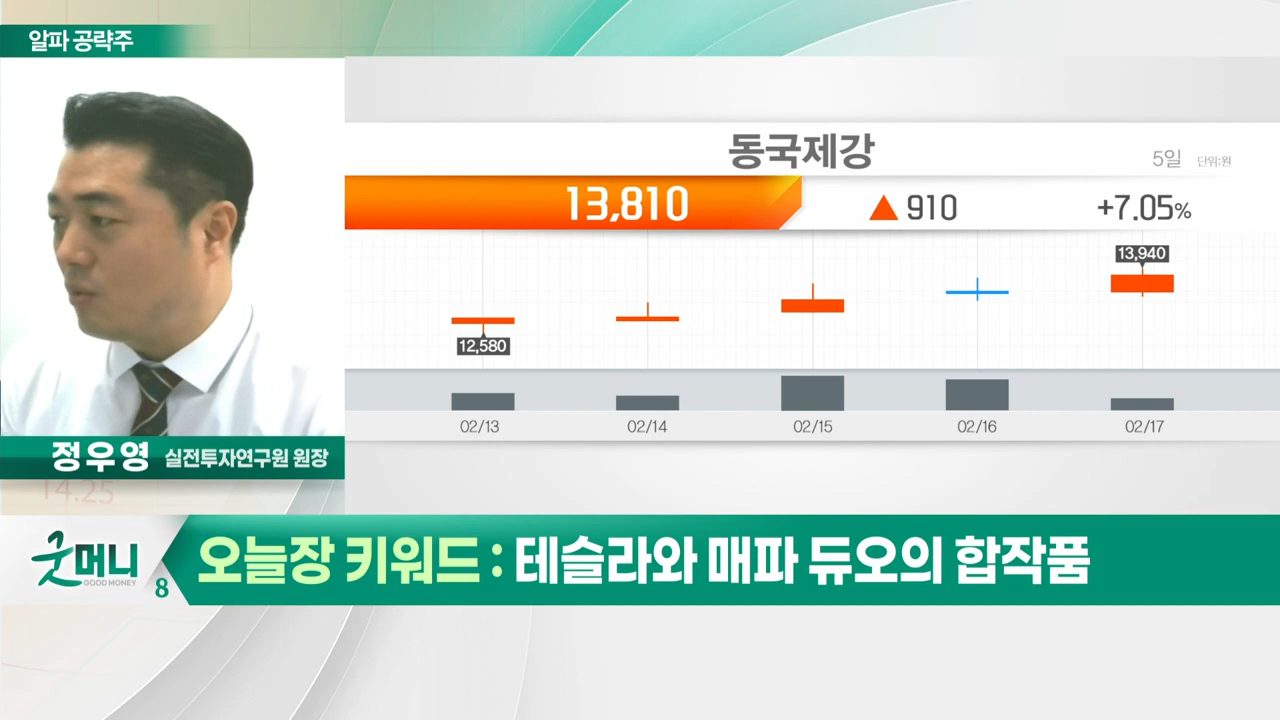 알파 공략주
동국제강
5일 단위:원
13,810 ▲ 910 +7.05%
13,940
12,580
02/13 02/14 02/15 02/16 02/17
정우영 실전투자연구원 원장
14.25
굿머니
GOOD MONEY
8
오늘장 키워드 : 테슬라와 매파 듀오의 합작품